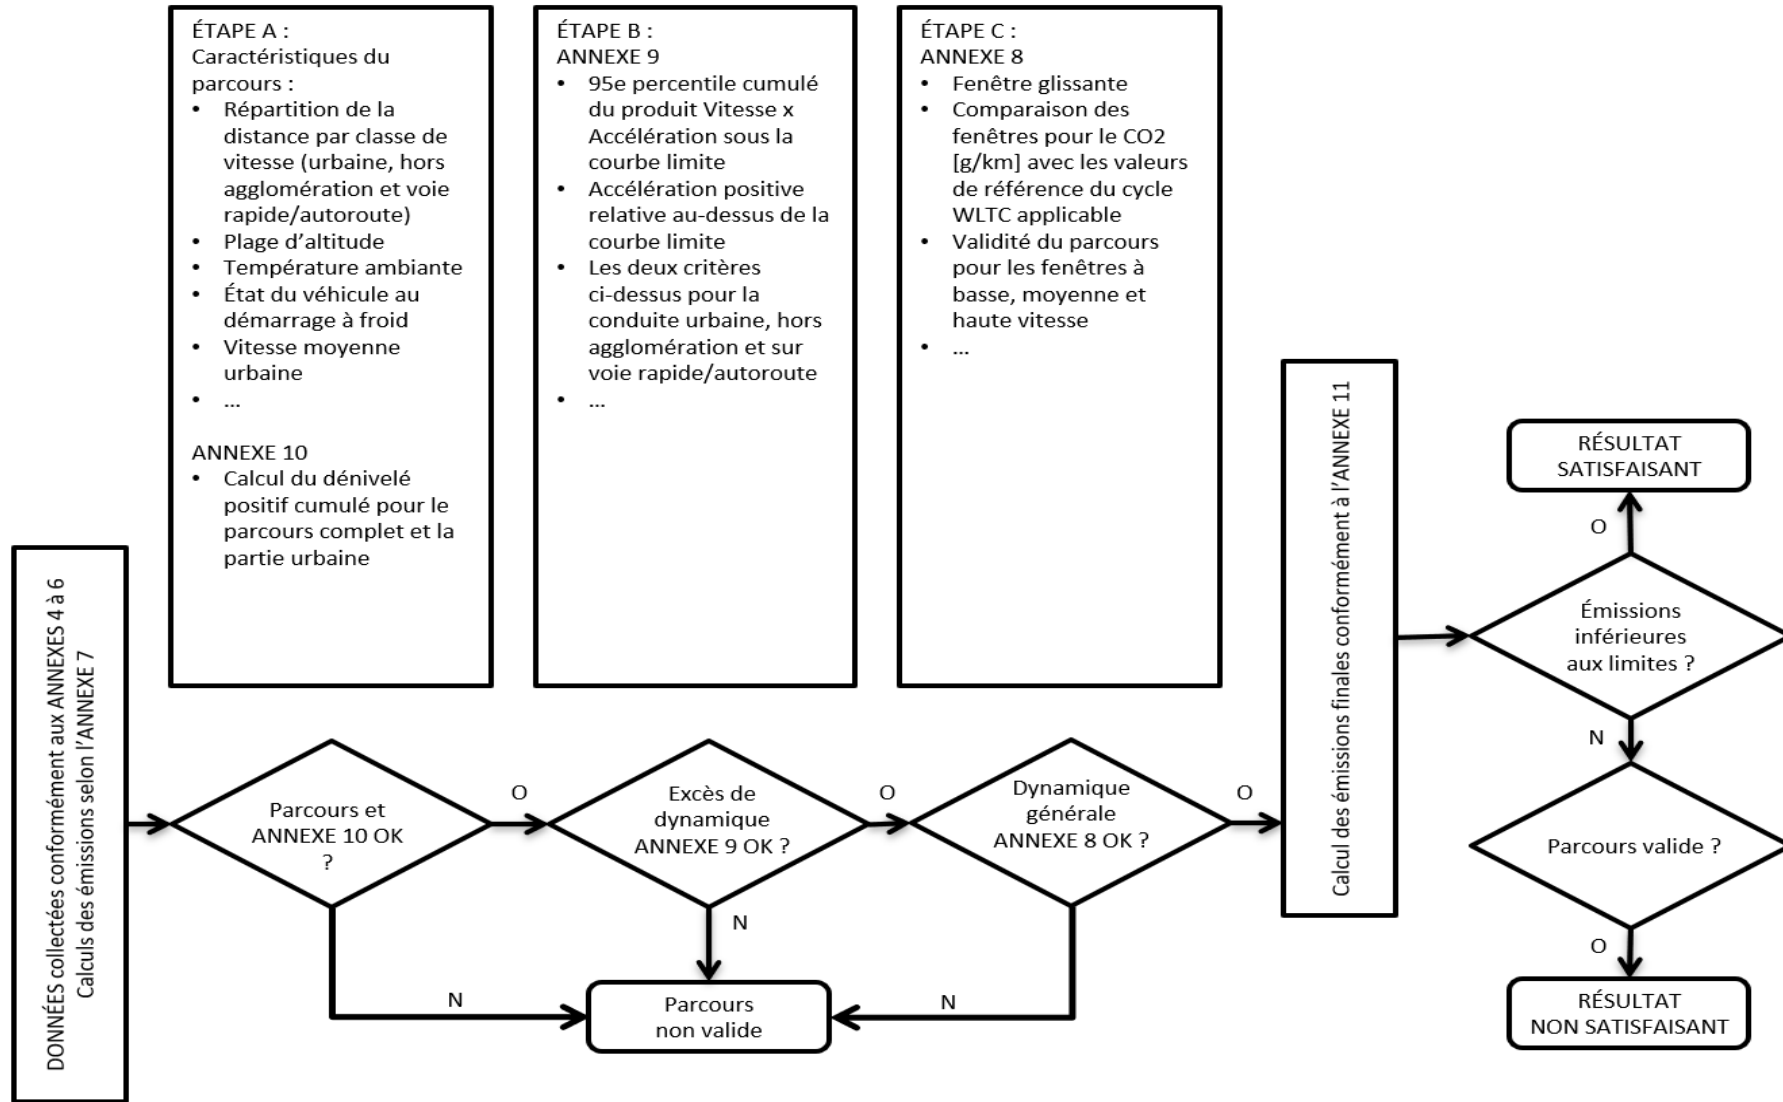 ÉTAPE A :
Caractéristiques du
parcours :
• Répartition de la
distance par classe de
vitesse (urbaine, hors
agglomération et voie
rapide/autoroute)
• Plage d’altitude
• Température ambiante
• État du véhicule au
démarrage à froid
• Vitesse moyenne
urbaine
• ...
ANNEXE 10
• Calcul du dénivelé
positif cumulé pour le
parcours complet et la
partie urbaine
ÉTAPE B :
ANNEXE 9
• 95e percentile cumulé
du produit Vitesse x
Accélération sous la
courbe limite
• Accélération positive
relative au-dessus de la
courbe limite
• Les deux critères
ci-dessus pour la
conduite urbaine, hors
agglomération et sur
voie rapide/autoroute
• ...
ÉTAPE C :
ANNEXE 8
• Fenêtre glissante
• Comparaison des
fenêtres pour le CO2
[g/km] avec les valeurs
de référence du cycle
WLTC applicable
• Validité du parcours
pour les fenêtres à
basse, moyenne et
haute vitesse
• ...
DONNÉES collectées conformément aux ANNEXES 4 à 6
Calculs des émissions selon l’ANNEXE 7
Parcours et
ANNEXE 10 OK
?
O
N
Excès de
dynamique
ANNEXE 9 OK ?
O
N
Dynamique
générale
ANNEXE 8 OK ?
O
N
Parcours
non valide
Calcul des émissions finales conformément à l’ANNEXE 11
RÉSULTAT
SATISFAISANT
O
Émissions
inférieures
aux limites ?
N
Parcours valide ?
O
RÉSULTAT
NON SATISFAISANT